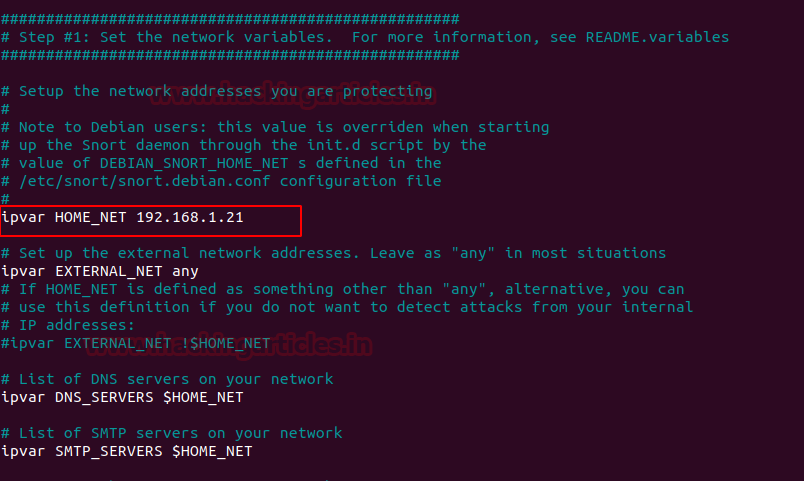 ###################################################
# Step #1: Set the network variables.  For more information, see README.variables
###################################################
# Setup the network addresses you are protecting
#
# Note to Debian users: this value is overriden when starting
# up the Snort daemon through the init.d script by the
# value of DEBIAN_SNORT_HOME_NET s defined in the
# /etc/snort/snort.debian.conf configuration file
#
ipvar HOME_NET 192.168.1.21
# Set up the external network addresses. Leave as "any" in most situations
ipvar EXTERNAL_NET any
# If HOME_NET is defined as something other than "any", alternative, you can
# use this definition if you do not want to detect attacks from your internal
# IP addresses:
#ipvar EXTERNAL_NET !$HOME_NET
# List of DNS servers on your network
ipvar DNS_SERVERS $HOME_NET
# List of SMTP servers on your network
ipvar SMTP_SERVERS $HOME_NET
www.hackingarticles.in
www.hackingarticles.in